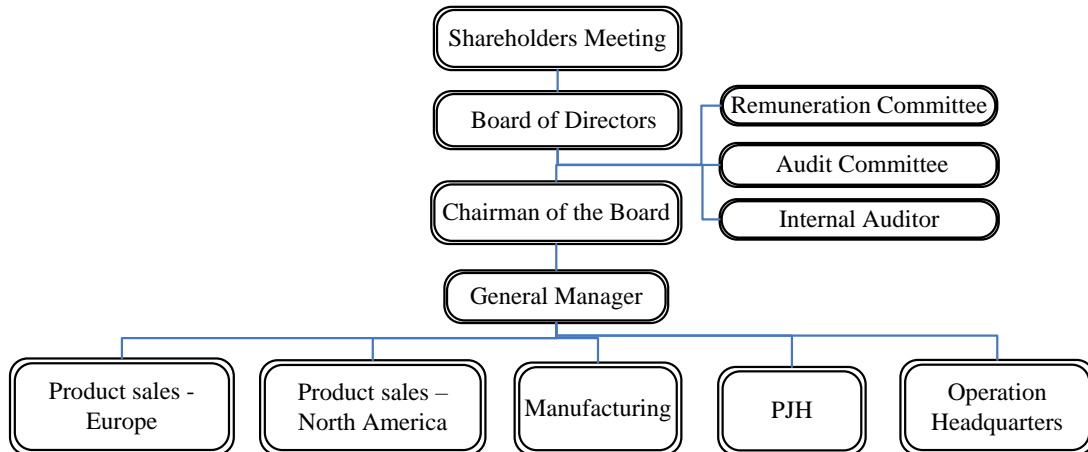 Shareholders Meeting
Board of Directors
Remuneration Committee
Audit Committee
Chairman of the Board
Internal Auditor
General Manager
Product sales -
Europe
Product sales –
North America
Manufacturing
PJH
Operation
Headquarters